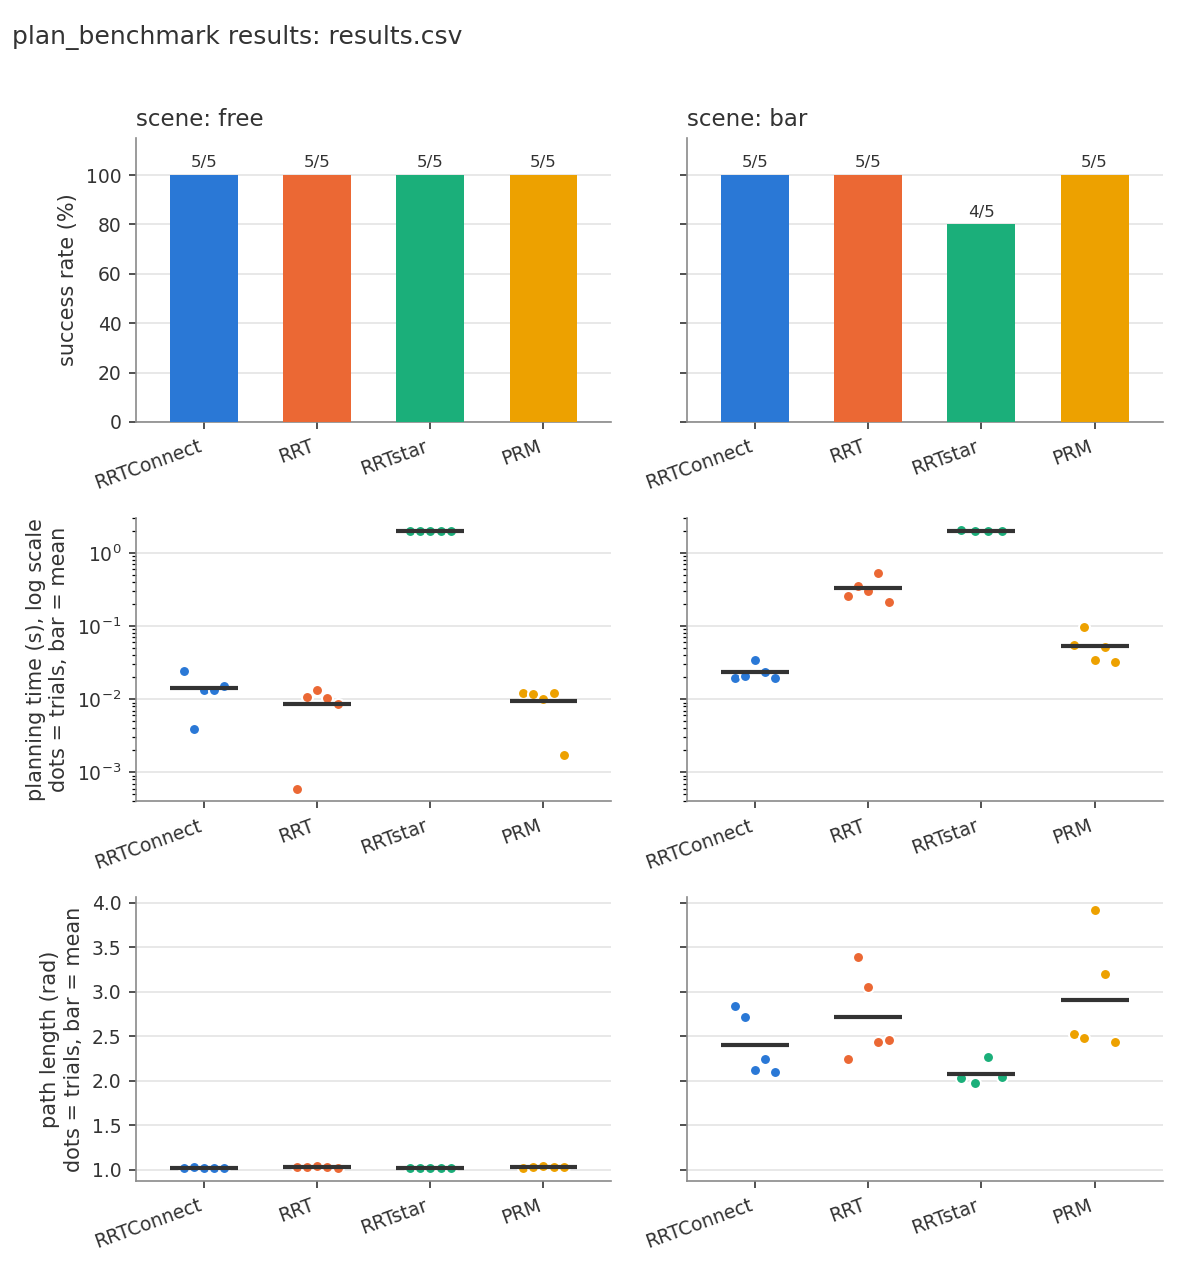 plan_benchmark results: results.csv
scene: free
scene: bar
success rate (%)
100
80
60
40
20
0
5/5
5/5
5/5
5/5
RRTConnect
RRT
RRTstar
PRM
5/5
5/5
4/5
5/5
RRTConnect
RRT
RRTstar
PRM
planning time (s), log scale
dots = trials, bar = mean
10⁰
10⁻¹
10⁻²
10⁻³
RRTConnect
RRT
RRTstar
PRM
RRTConnect
RRT
RRTstar
PRM
path length (rad)
dots = trials, bar = mean
4.0
3.5
3.0
2.5
2.0
1.5
1.0
RRTConnect
RRT
RRTstar
PRM
RRTConnect
RRT
RRTstar
PRM